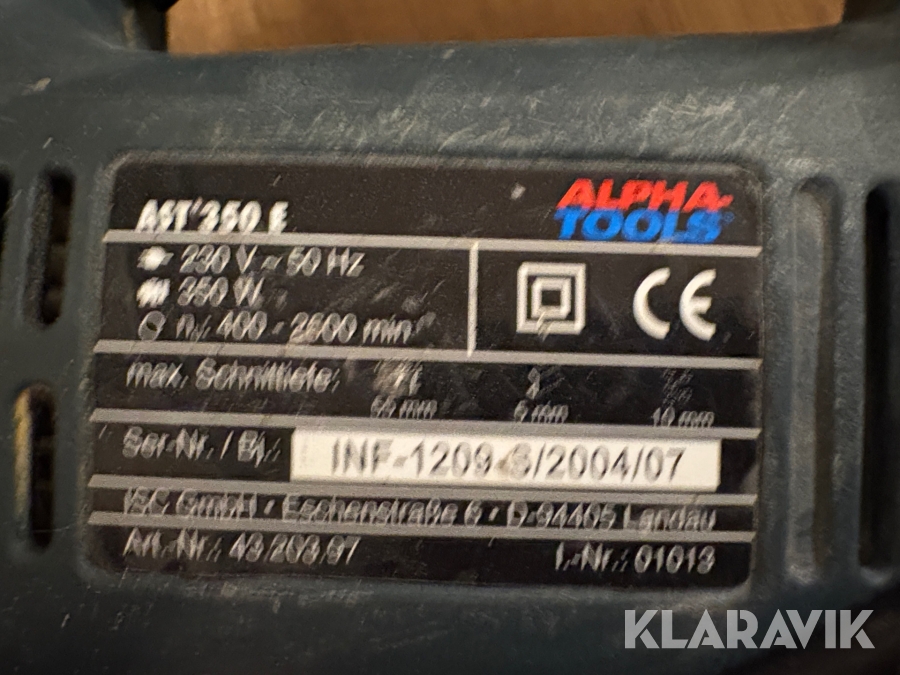 AST 350 E
ALPHA-
TOOLS®
230 V ~ 50 Hz
350 W
n₀: 400 - 2600 min⁻¹
CE
max. Schnittiefe:
55 mm 6 mm 10 mm
Ser-Nr. / Bj.: INF-1209-S/2004/07
ISC GmbH · Eschenstraße 6 · D-94405 Landau
Art.-Nr.: 43.203.97 I.-Nr.: 01013
KLARAVIK